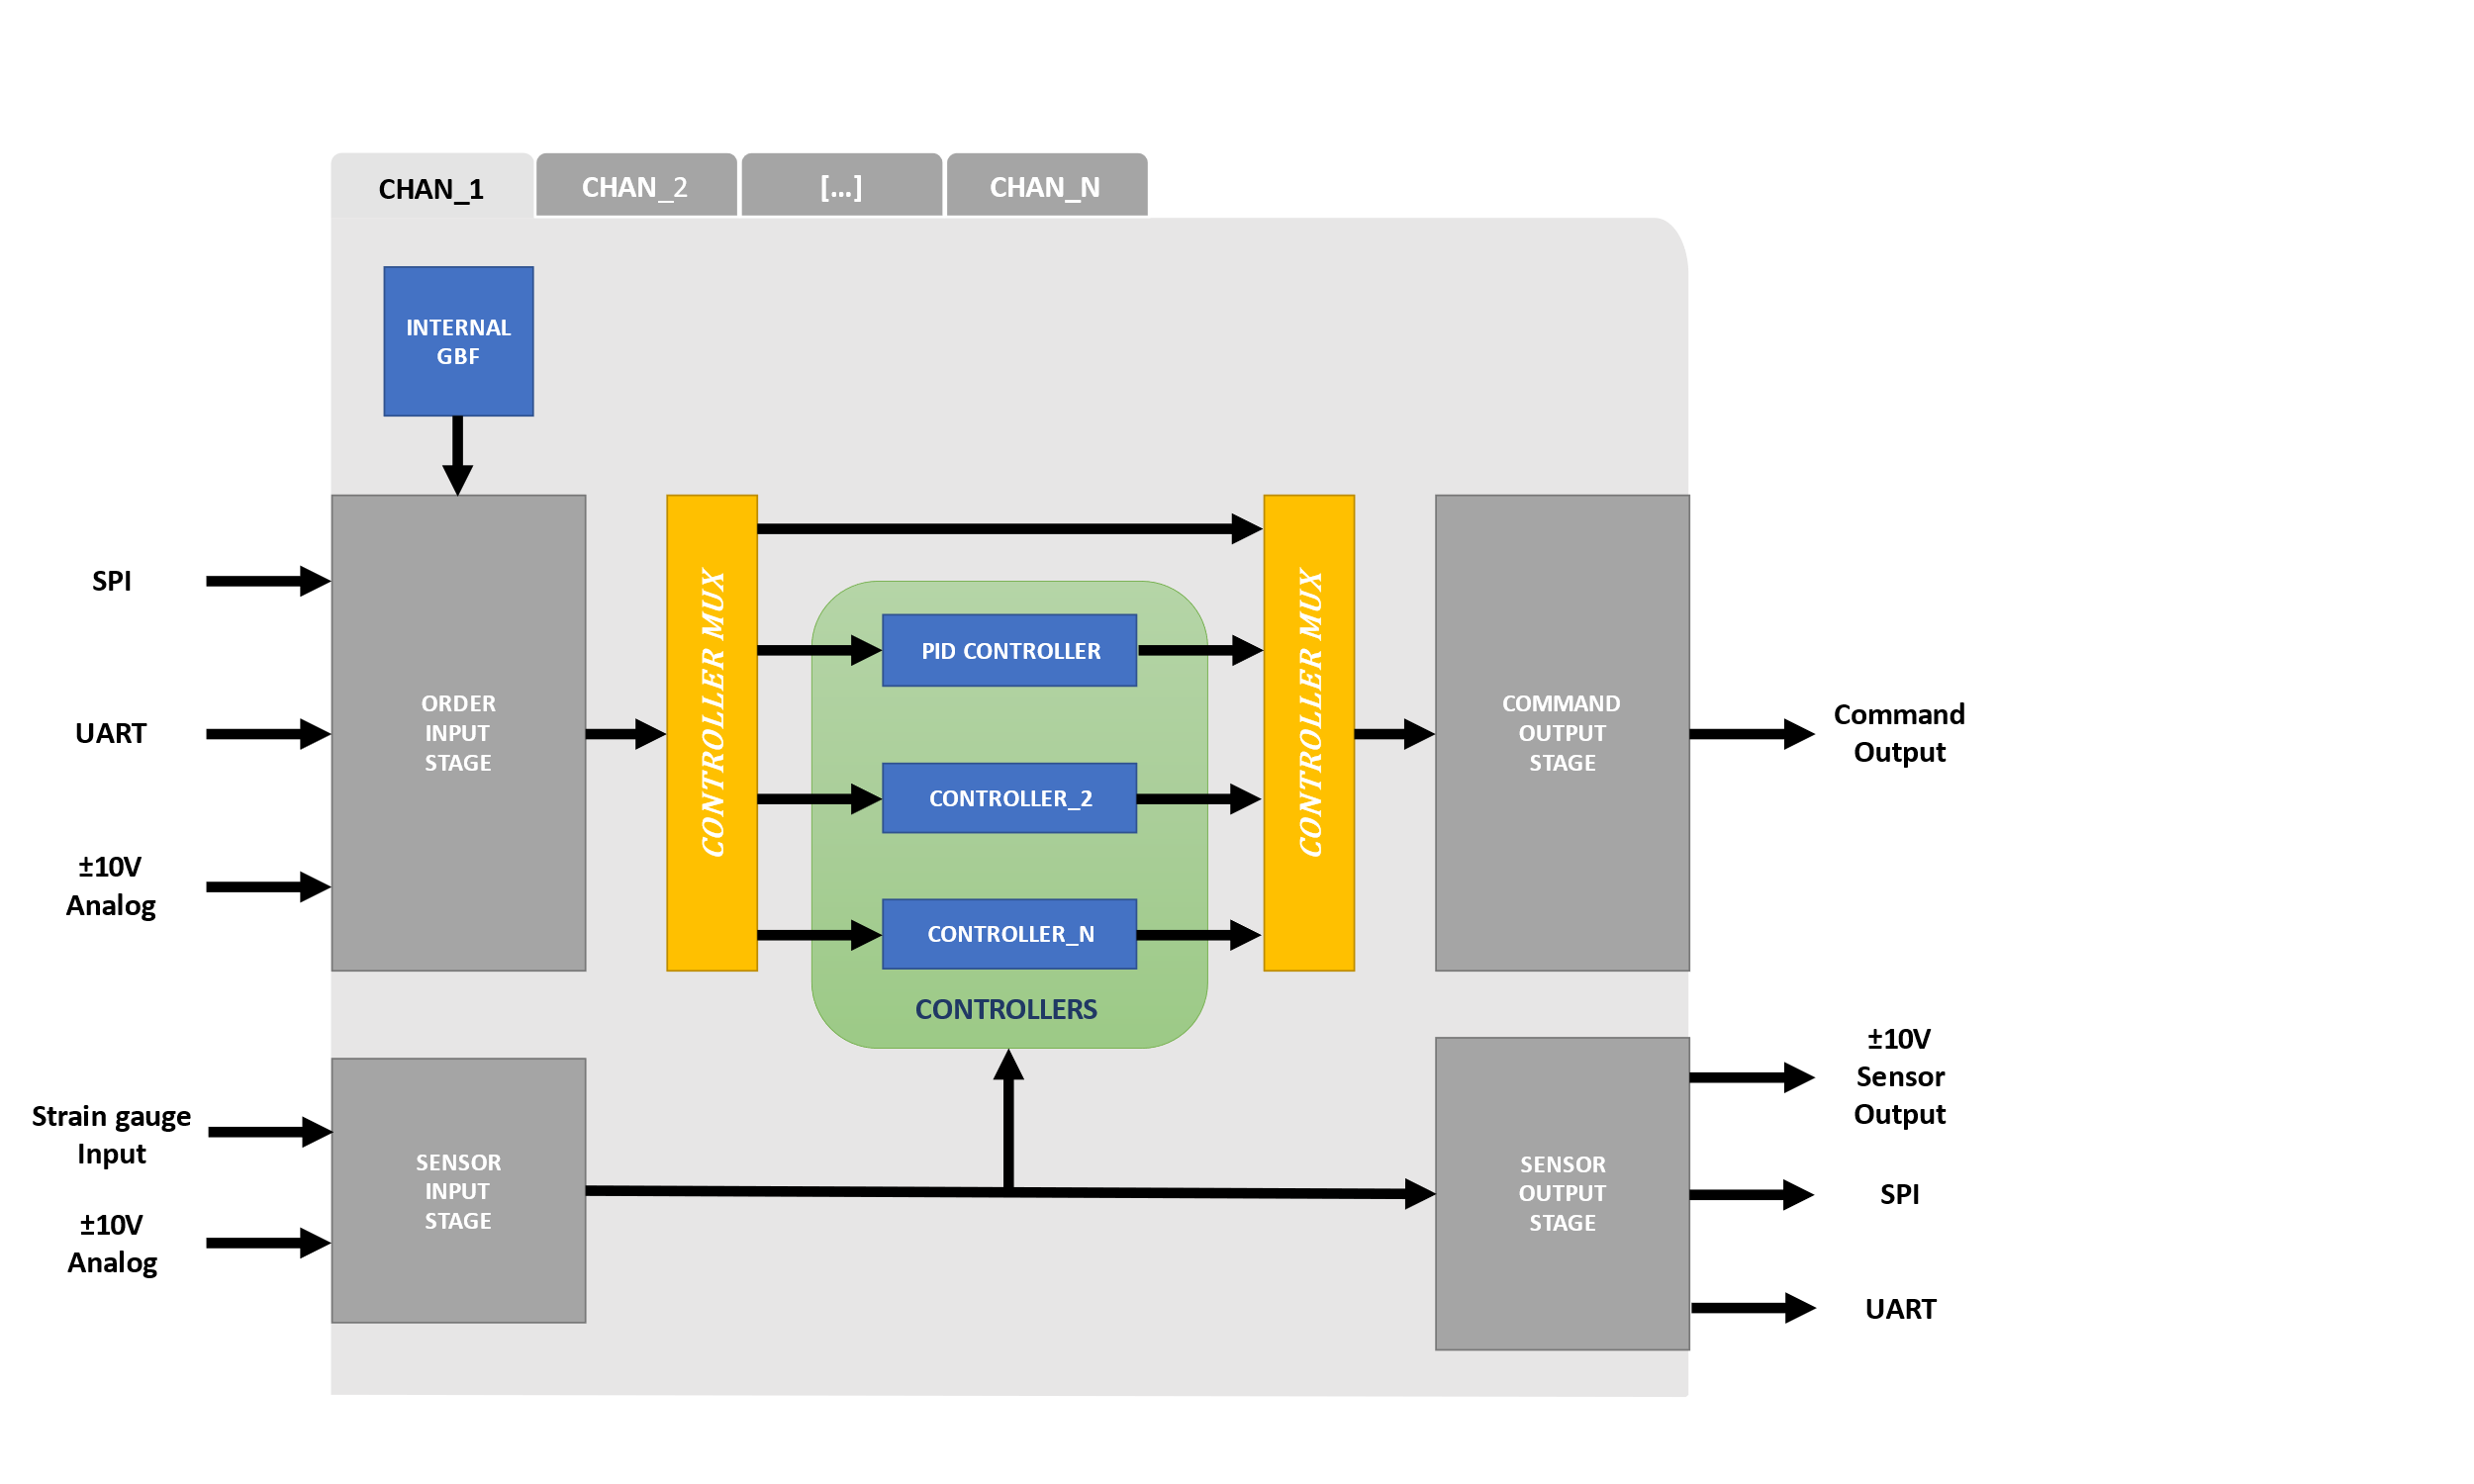 CHAN_1
CHAN_2
[...]
CHAN_N
INTERNAL
GBF
SPI
UART
±10V
Analog
ORDER
INPUT
STAGE
CONTROLLER MUX
PID CONTROLLER
CONTROLLER_2
CONTROLLER_N
CONTROLLERS
CONTROLLER MUX
COMMAND
OUTPUT
STAGE
Command
Output
Strain gauge
Input
±10V
Analog
SENSOR
INPUT
STAGE
SENSOR
OUTPUT
STAGE
±10V
Sensor
Output
SPI
UART